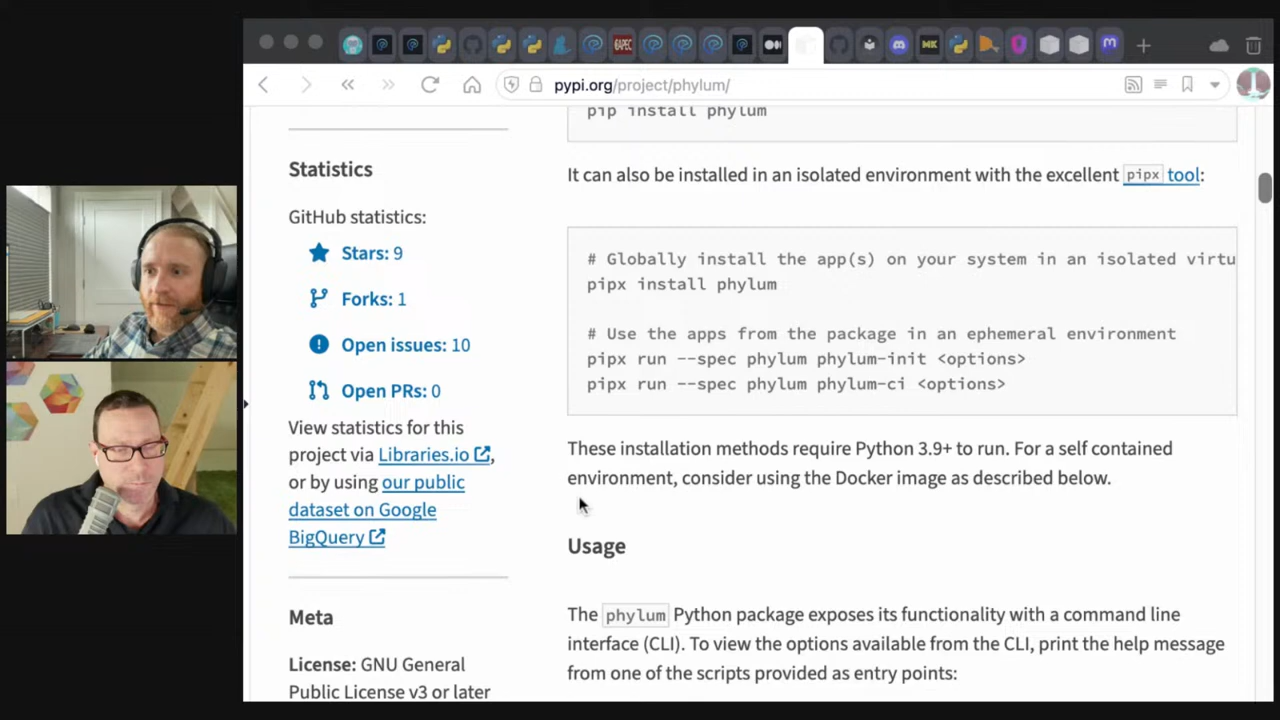 pypi.org/project/phylum/
pip install phylum
It can also be installed in an isolated environment with the excellent pipx tool:
# Globally install the app(s) on your system in an isolated virtu
pipx install phylum
# Use the apps from the package in an ephemeral environment
pipx run --spec phylum phylum-init <options>
pipx run --spec phylum phylum-ci <options>
These installation methods require Python 3.9+ to run. For a self contained
environment, consider using the Docker image as described below.
Usage
The phylum Python package exposes its functionality with a command line
interface (CLI). To view the options available from the CLI, print the help message
from one of the scripts provided as entry points:
Statistics
GitHub statistics:
Stars: 9
Forks: 1
Open issues: 10
Open PRs: 0
View statistics for this
project via Libraries.io,
or by using our public
dataset on Google
BigQuery
Meta
License: GNU General
Public License v3 or later